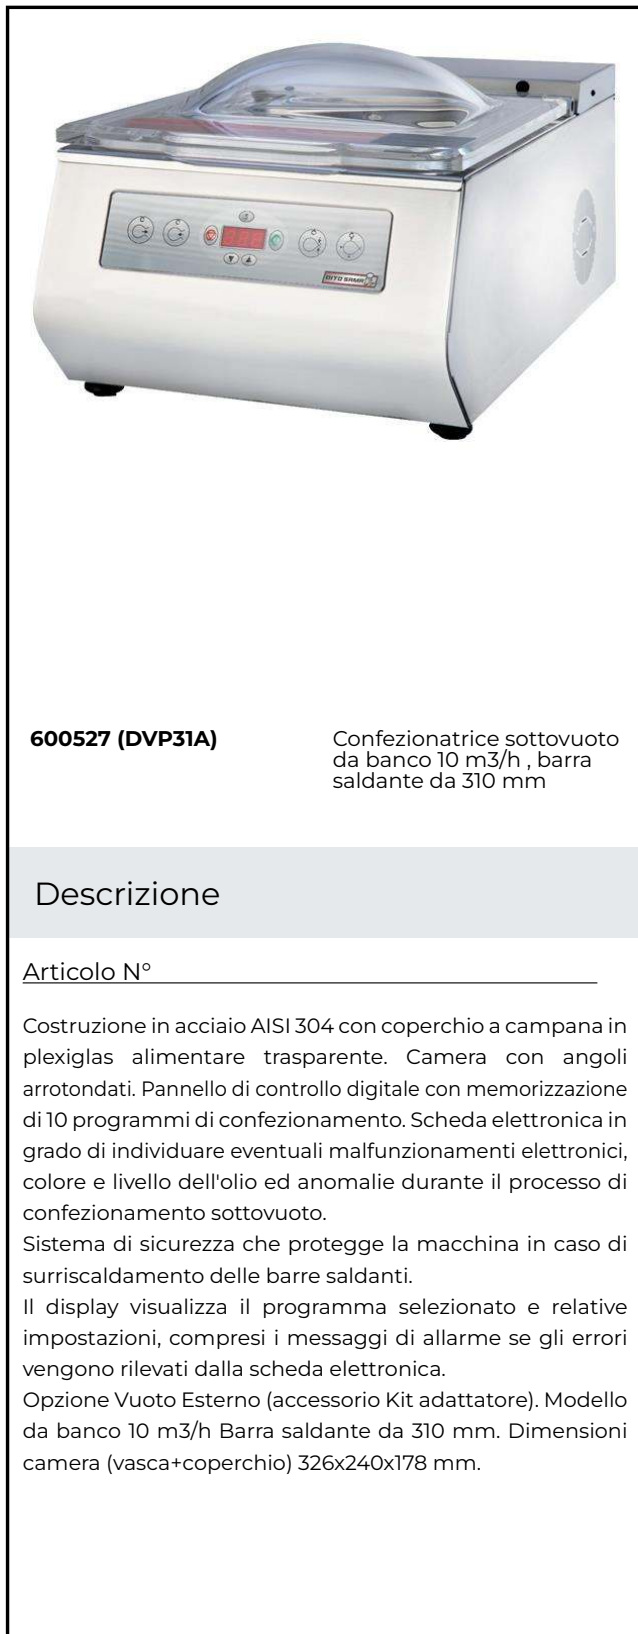 DITO SAMA
600527 (DVP31A)
Confezionatrice sottovuoto
da banco 10 m3/h , barra
saldante da 310 mm
Descrizione
Articolo N°
Costruzione in acciaio AISI 304 con coperchio a campana in
plexiglas alimentare trasparente. Camera con angoli
arrotondati. Pannello di controllo digitale con memorizzazione
di 10 programmi di confezionamento. Scheda elettronica in
grado di individuare eventuali malfunzionamenti elettronici,
colore e livello dell'olio ed anomalie durante il processo di
confezionamento sottovuoto.
Sistema di sicurezza che protegge la macchina in caso di
surriscaldamento delle barre saldanti.
Il display visualizza il programma selezionato e relative
impostazioni, compresi i messaggi di allarme se gli errori
vengono rilevati dalla scheda elettronica.
Opzione Vuoto Esterno (accessorio Kit adattatore). Modello
da banco 10 m3/h Barra saldante da 310 mm. Dimensioni
camera (vasca+coperchio) 326x240x178 mm.